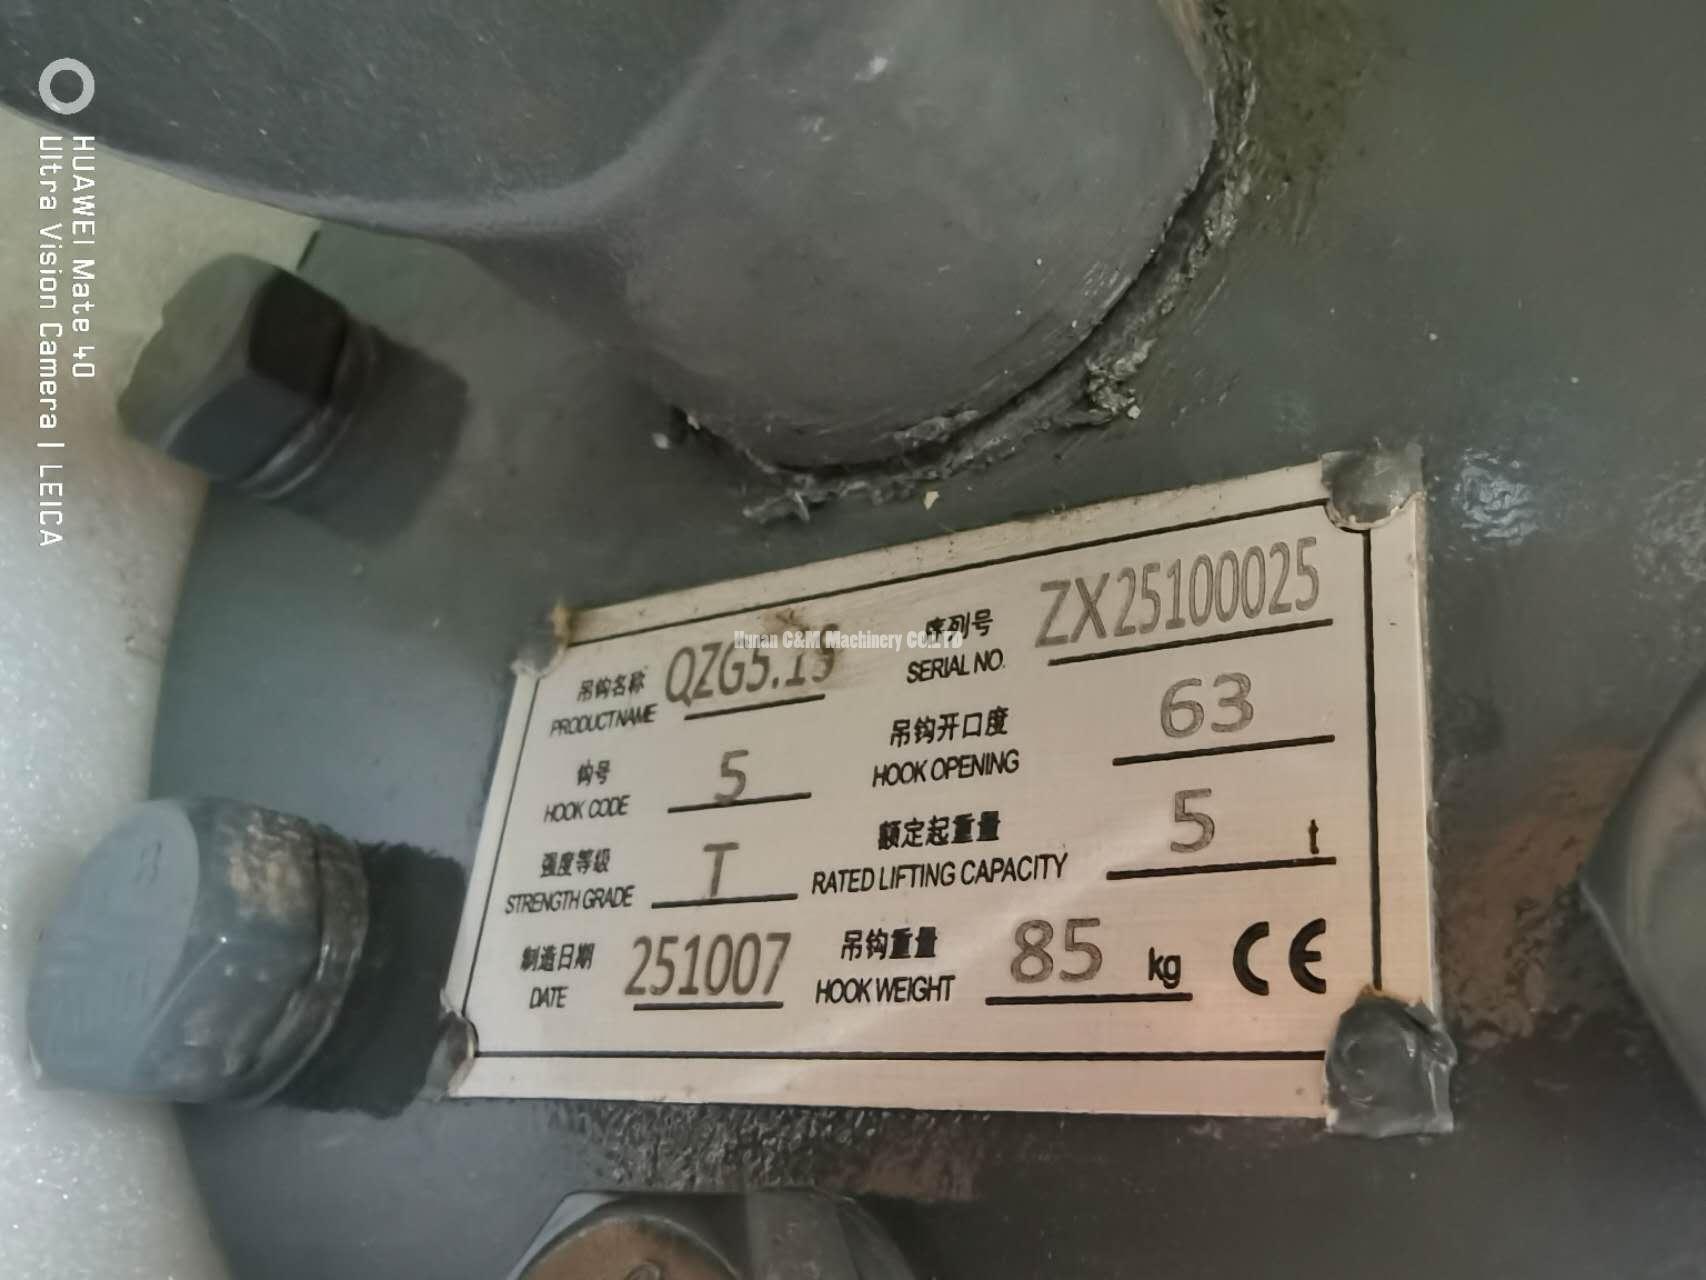 HUAWEI Mate 40
Ultra Vision Camera | LEICA
Hunan C&M Machinery CO.LTD
吊钩名称 QZG5.19 序列号 ZX25100025
PRODUCT NAME SERIAL NO.
钩号 5 吊钩开口度 63
HOOK CODE HOOK OPENING
强度等级 T 额定起重量 5 t
STRENGTH GRADE RATED LIFTING CAPACITY
制造日期 251007 吊钩重量 85 kg CE
DATE HOOK WEIGHT